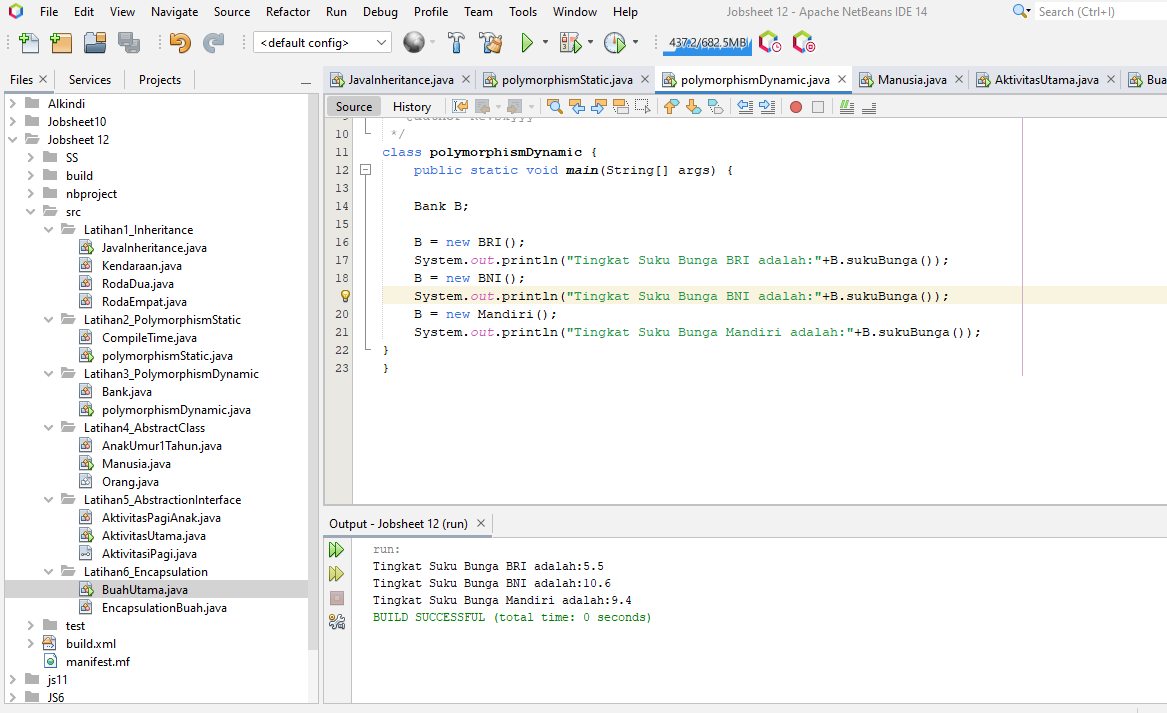 File Edit View Navigate Source Refactor Run Debug Profile Team Tools Window Help Jobsheet 12 - Apache NetBeans IDE 14 Search (Ctrl+I)
<default config> 437.2/682.5MB
Files Services Projects
JavaInheritance.java polymorphismStatic.java polymorphismDynamic.java Manusia.java AktivitasUtama.java Bua
Source History
Alkindi
Jobsheet10
Jobsheet 12
SS
build
nbproject
src
Latihan1_Inheritance
JavaInheritance.java
Kendaraan.java
RodaDua.java
RodaEmpat.java
Latihan2_PolymorphismStatic
CompileTime.java
polymorphismStatic.java
Latihan3_PolymorphismDynamic
Bank.java
polymorphismDynamic.java
Latihan4_AbstractClass
AnakUmur1Tahun.java
Manusia.java
Orang.java
Latihan5_AbstractionInterface
AktivitasPagiAnak.java
AktivitasUtama.java
AktivitasiPagi.java
Latihan6_Encapsulation
BuahUtama.java
EncapsulationBuah.java
test
build.xml
manifest.mf
js11
JS6
10 */
11 class polymorphismDynamic {
12 public static void main(String[] args) {
13
14 Bank B;
15
16 B = new BRI();
17 System.out.println("Tingkat Suku Bunga BRI adalah:"+B.sukuBunga());
18 B = new BNI();
System.out.println("Tingkat Suku Bunga BNI adalah:"+B.sukuBunga());
20 B = new Mandiri();
21 System.out.println("Tingkat Suku Bunga Mandiri adalah:"+B.sukuBunga());
22 }
23 }
Output - Jobsheet 12 (run)
run:
Tingkat Suku Bunga BRI adalah:5.5
Tingkat Suku Bunga BNI adalah:10.6
Tingkat Suku Bunga Mandiri adalah:9.4
BUILD SUCCESSFUL (total time: 0 seconds)